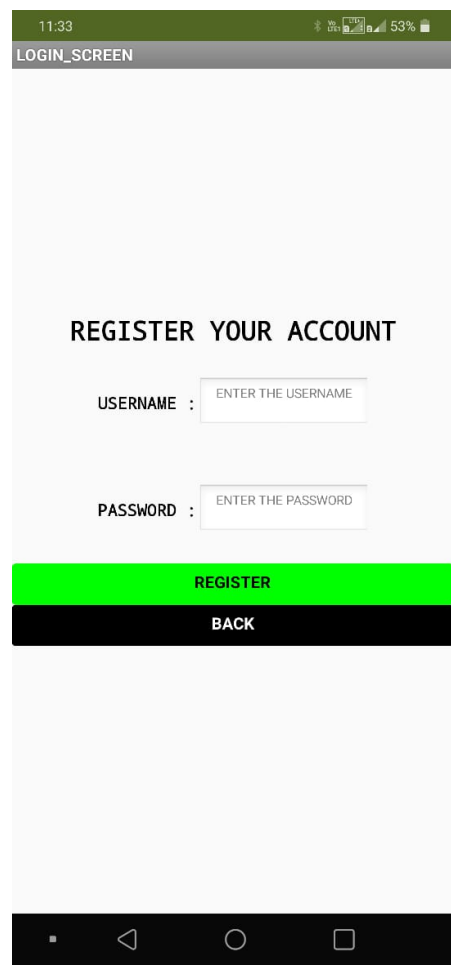 11:33 53%
LOGIN_SCREEN
REGISTER YOUR ACCOUNT
USERNAME : ENTER THE USERNAME
PASSWORD : ENTER THE PASSWORD
REGISTER
BACK